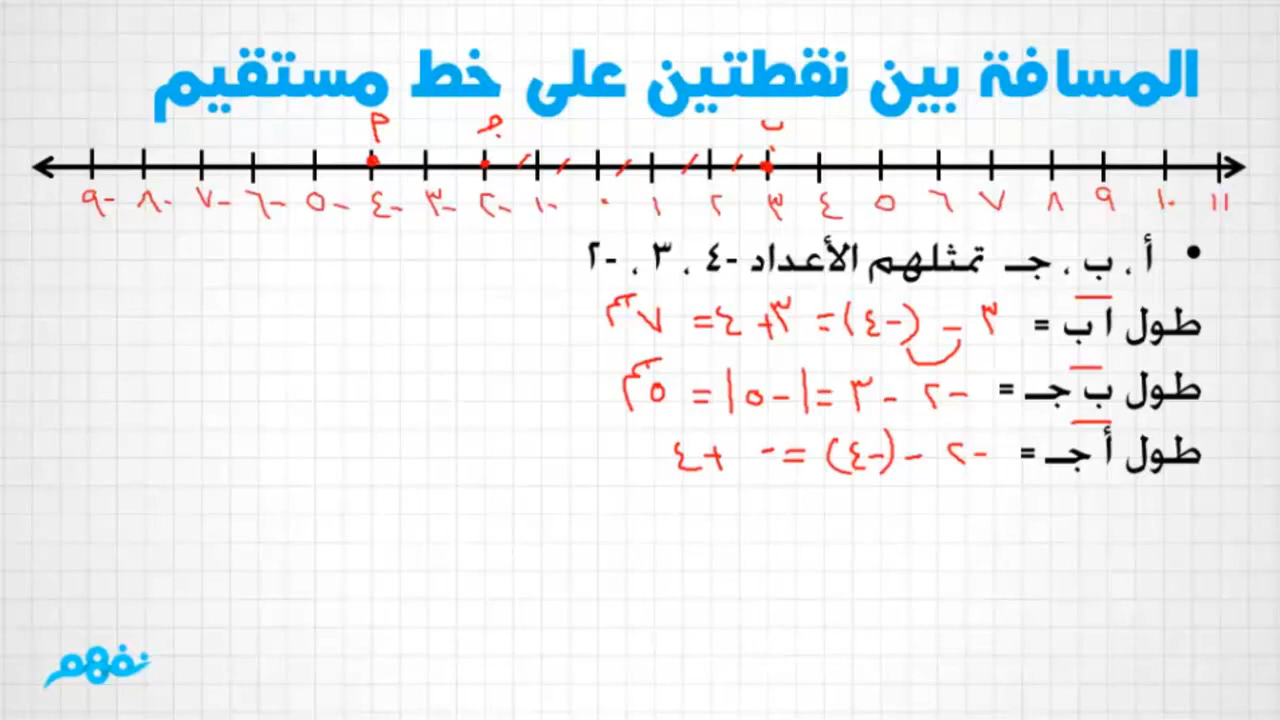 المسافة بين نقطتين على خط مستقيم
أ جـ ب
-٩ -٨ -٧ -٦ -٥ -٤ -٣ -٢ -١ ٠ ١ ٢ ٣ ٤ ٥ ٦ ٧ ٨ ٩ ١٠ ١١
• أ ، ب ، جـ تمثلهم الأعداد -٤ ، ٣ ، -٢
طول أ ب = ٣ - (-٤) = ٣ + ٤ = ٧ سم
طول ب جـ = -٢ - ٣ = |-٥| = ٥ سم
طول أ جـ = -٢ - (-٤) = - + ٤
نفهم